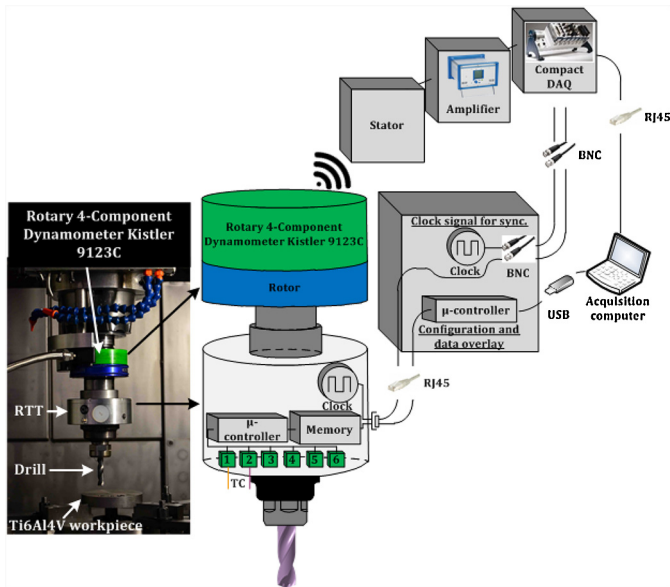 Compact
DAQ
Amplifier
Stator
RJ45
BNC
Rotary 4-Component
Dynamometer Kistler
9123C
Rotary 4-Component
Dynamometer Kistler 9123C
Rotor
Clock signal for sync.
Clock
BNC
μ-controller
Configuration and
data overlay
USB
Acquisition
computer
RJ45
Clock
μ-
controller
Memory
1 2 3 4 5 6
TC
RTT
Drill
Ti6Al4V workpiece